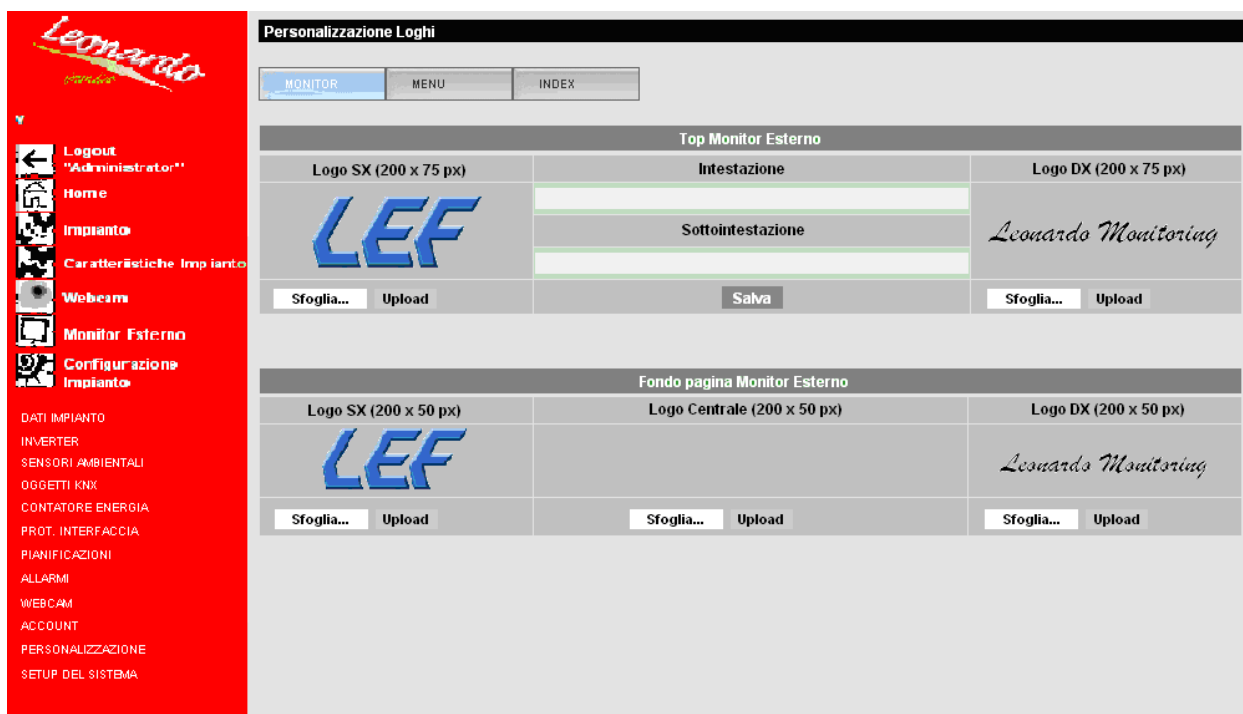 Leonardo
Logout
"Administrator"
Home
Impianto
Caratteristiche Impianto
Webcam
Monitor Esterno
Configurazione
Impianto
DATI IMPIANTO
INVERTER
SENSORI AMBIENTALI
OGGETTI KNX
CONTATORE ENERGIA
PROT. INTERFACCIA
PIANIFICAZIONI
ALLARMI
WEBCAM
ACCOUNT
PERSONALIZZAZIONE
SETUP DEL SISTEMA
Personalizzazione Loghi
MONITOR MENU INDEX
Top Monitor Esterno
Logo SX (200 x 75 px) Intestazione Logo DX (200 x 75 px)
LEF Sottointestazione Leonardo Monitoring
Sfoglia... Upload Salva Sfoglia... Upload
Fondo pagina Monitor Esterno
Logo SX (200 x 50 px) Logo Centrale (200 x 50 px) Logo DX (200 x 50 px)
LEF Leonardo Monitoring
Sfoglia... Upload Sfoglia... Upload Sfoglia... Upload